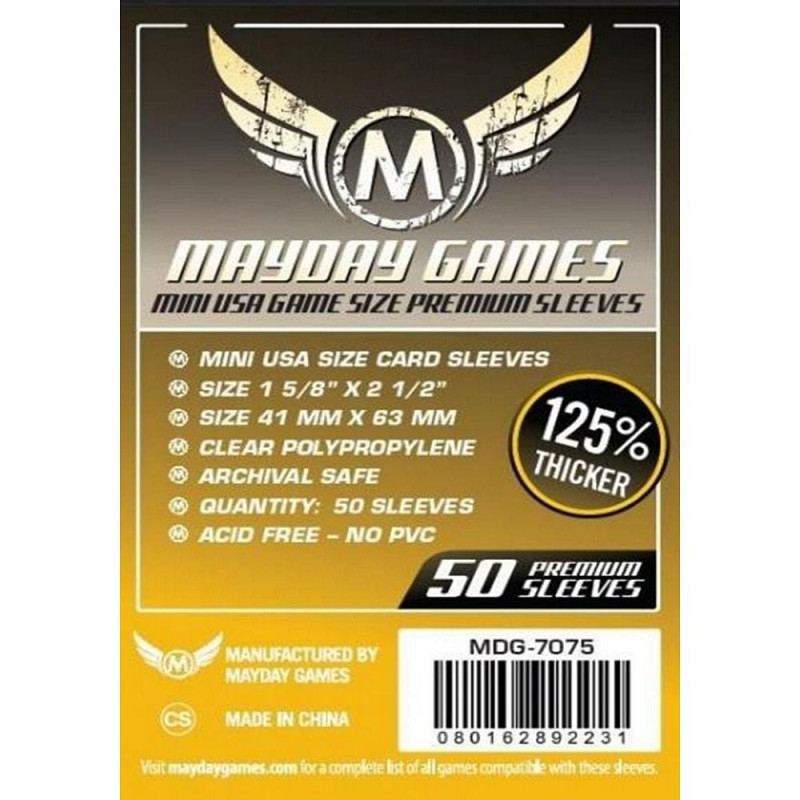 M
MAYDAY GAMES
MINI USA GAME SIZE PREMIUM SLEEVES
MINI USA SIZE CARD SLEEVES
SIZE 1 5/8" X 2 1/2"
SIZE 41 MM X 63 MM
CLEAR POLYPROPYLENE
ARCHIVAL SAFE
QUANTITY: 50 SLEEVES
ACID FREE – NO PVC
125%
THICKER
50 PREMIUM
SLEEVES
M
MANUFACTURED BY
MAYDAY GAMES
CS MADE IN CHINA
MDG-7075
080162892231
Visit maydaygames.com for a complete list of all games compatible with these sleeves.